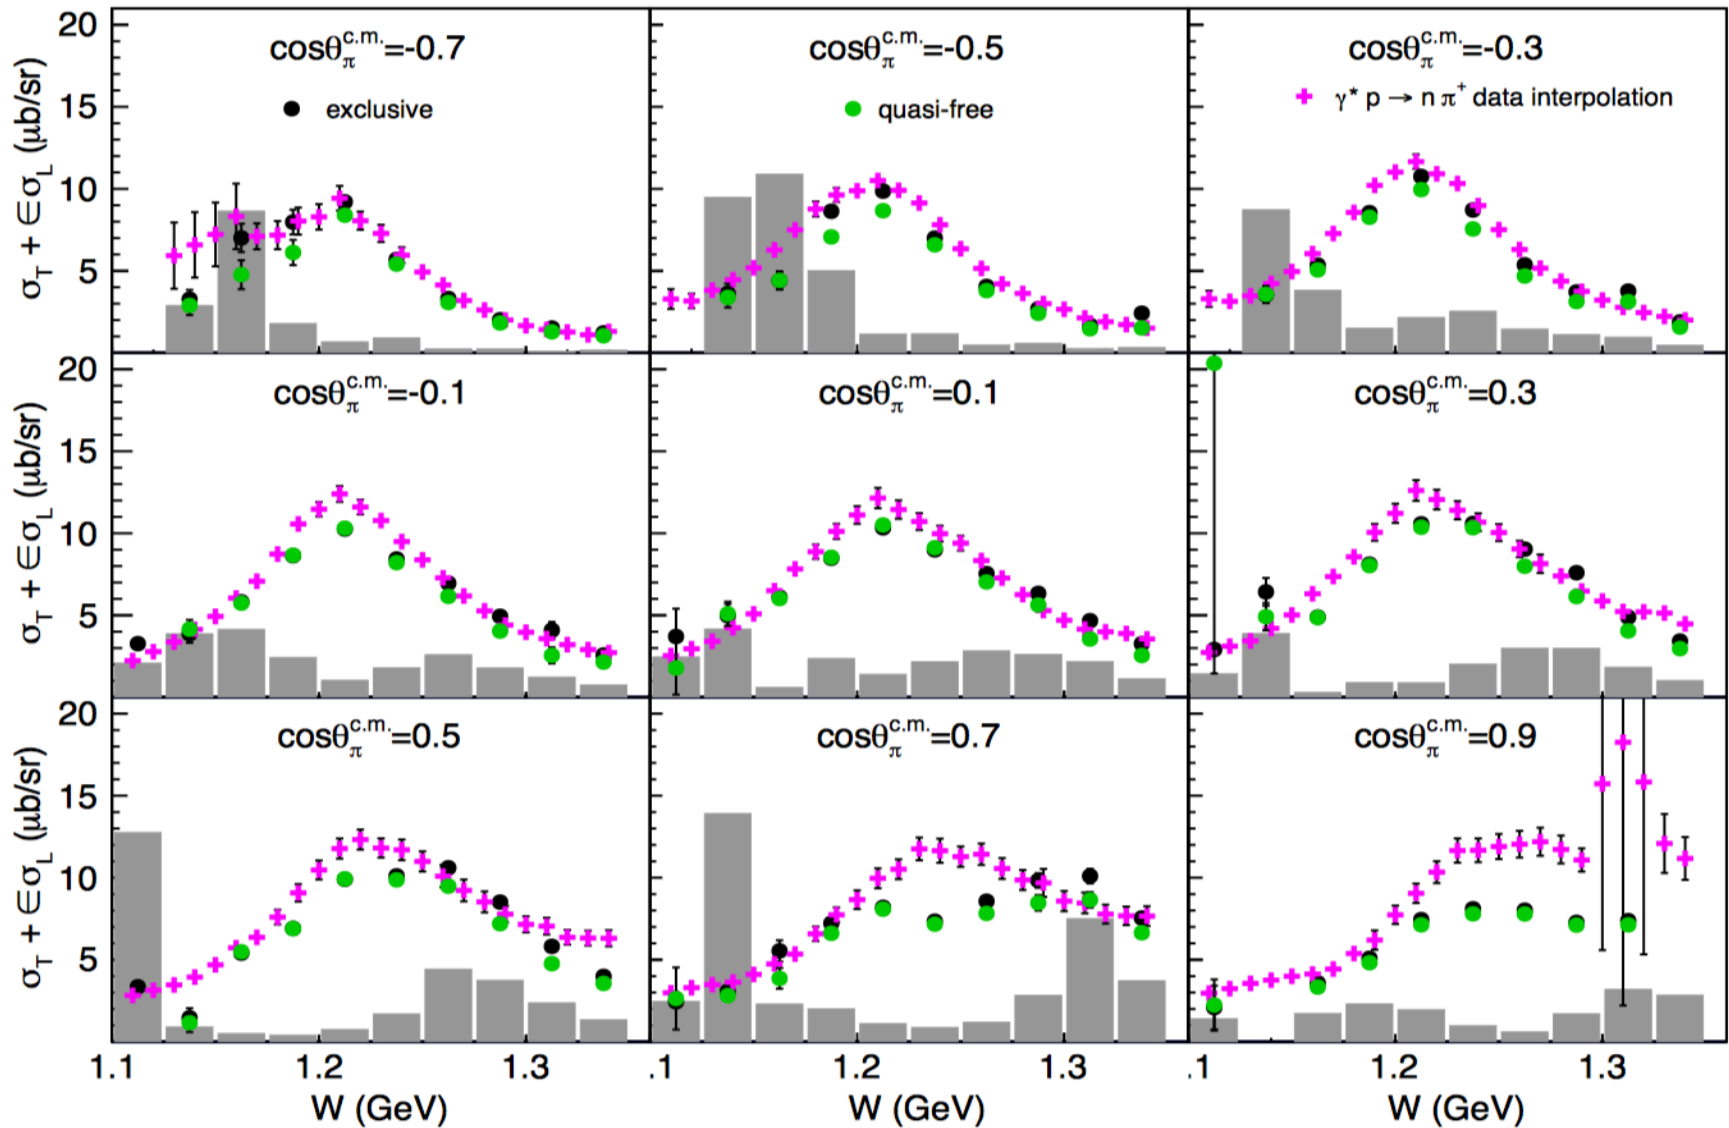 20
15
10
5
σT + ∈σL (μb/sr)
cosθπc.m.=-0.7
exclusive
cosθπc.m.=-0.5
quasi-free
cosθπc.m.=-0.3
γ* p → n π+ data interpolation
20
15
10
5
σT + ∈σL (μb/sr)
cosθπc.m.=-0.1
cosθπc.m.=0.1
cosθπc.m.=0.3
20
15
10
5
σT + ∈σL (μb/sr)
cosθπc.m.=0.5
cosθπc.m.=0.7
cosθπc.m.=0.9
1.1 1.2 1.3 .1 1.2 1.3 .1 1.2 1.3
W (GeV) W (GeV) W (GeV)